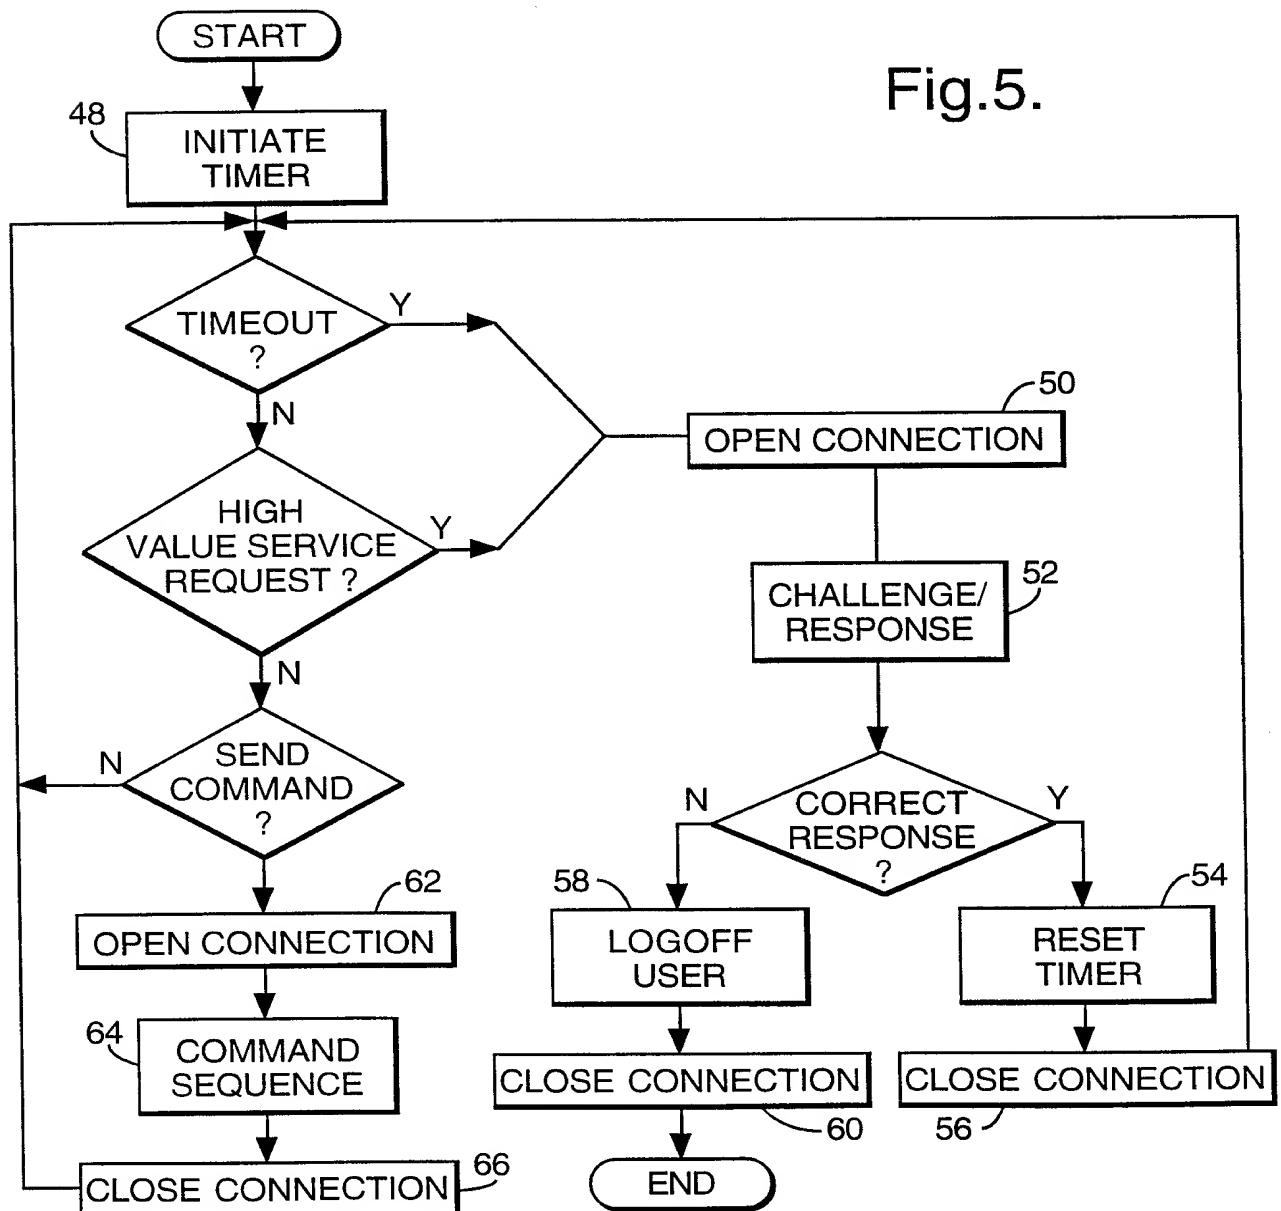 START
Fig.5.
48
INITIATE
TIMER
TIMEOUT
?
Y
N
50
OPEN CONNECTION
HIGH
VALUE SERVICE
REQUEST ?
Y
N
52
CHALLENGE/
RESPONSE
SEND
COMMAND
?
N
CORRECT
RESPONSE
?
N
Y
62
OPEN CONNECTION
58
LOGOFF
USER
54
RESET
TIMER
64
COMMAND
SEQUENCE
CLOSE CONNECTION
60
CLOSE CONNECTION
56
66
CLOSE CONNECTION
END